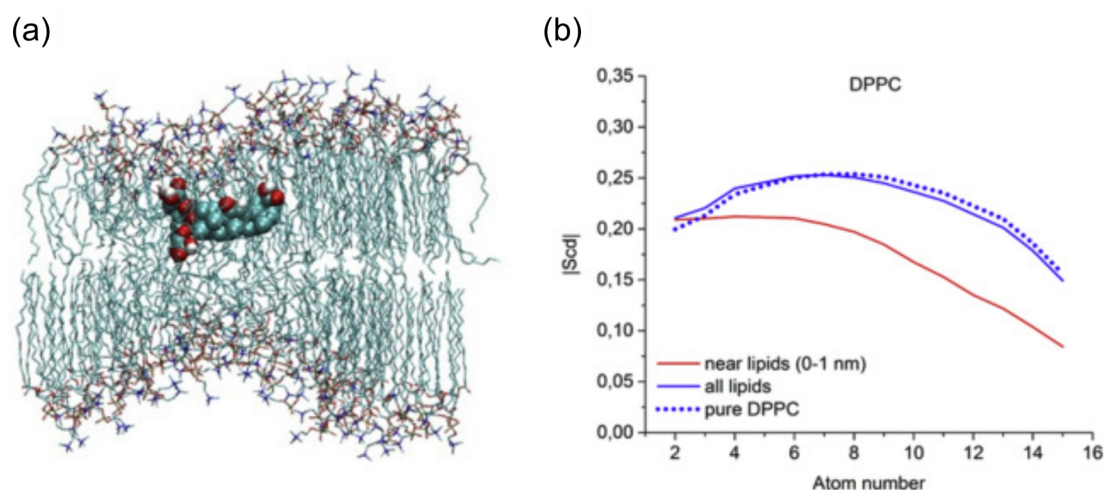 (a)
(b)
DPPC
0,35
0,30
0,25
0,20
0,15
0,10
0,05
0,00
|Scd|
near lipids (0-1 nm)
all lipids
pure DPPC
2 4 6 8 10 12 14 16
Atom number